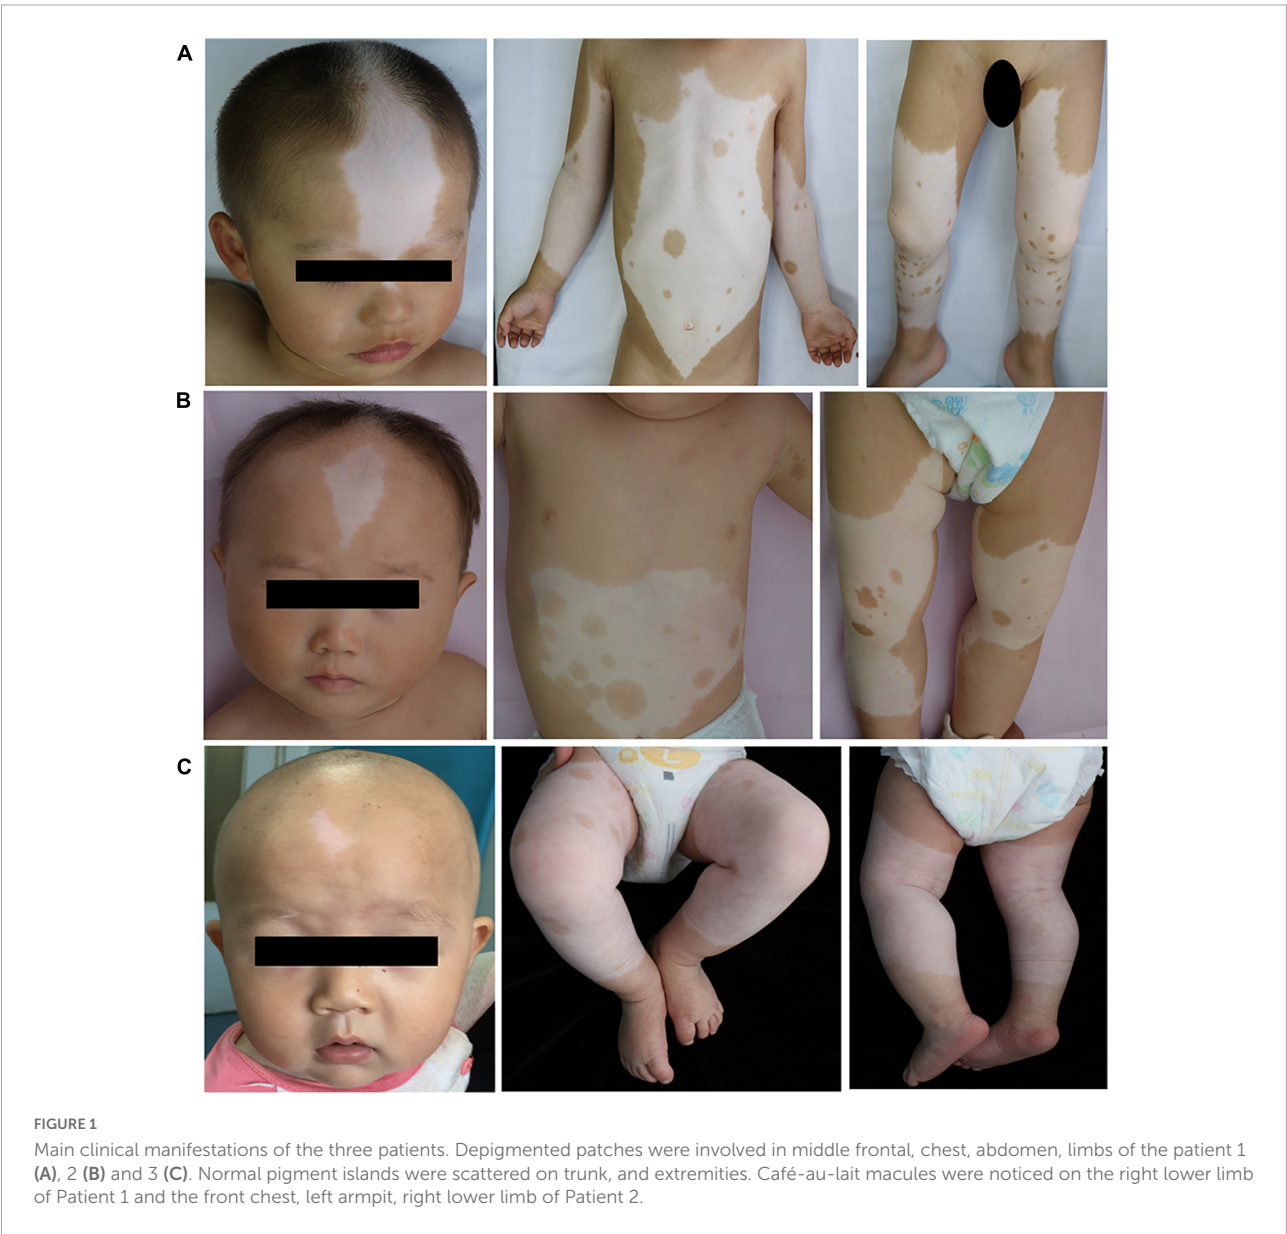 A
B
C
FIGURE 1
Main clinical manifestations of the three patients. Depigmented patches were involved in middle frontal, chest, abdomen, limbs of the patient 1
(A), 2 (B) and 3 (C). Normal pigment islands were scattered on trunk, and extremities. Café-au-lait macules were noticed on the right lower limb
of Patient 1 and the front chest, left armpit, right lower limb of Patient 2.